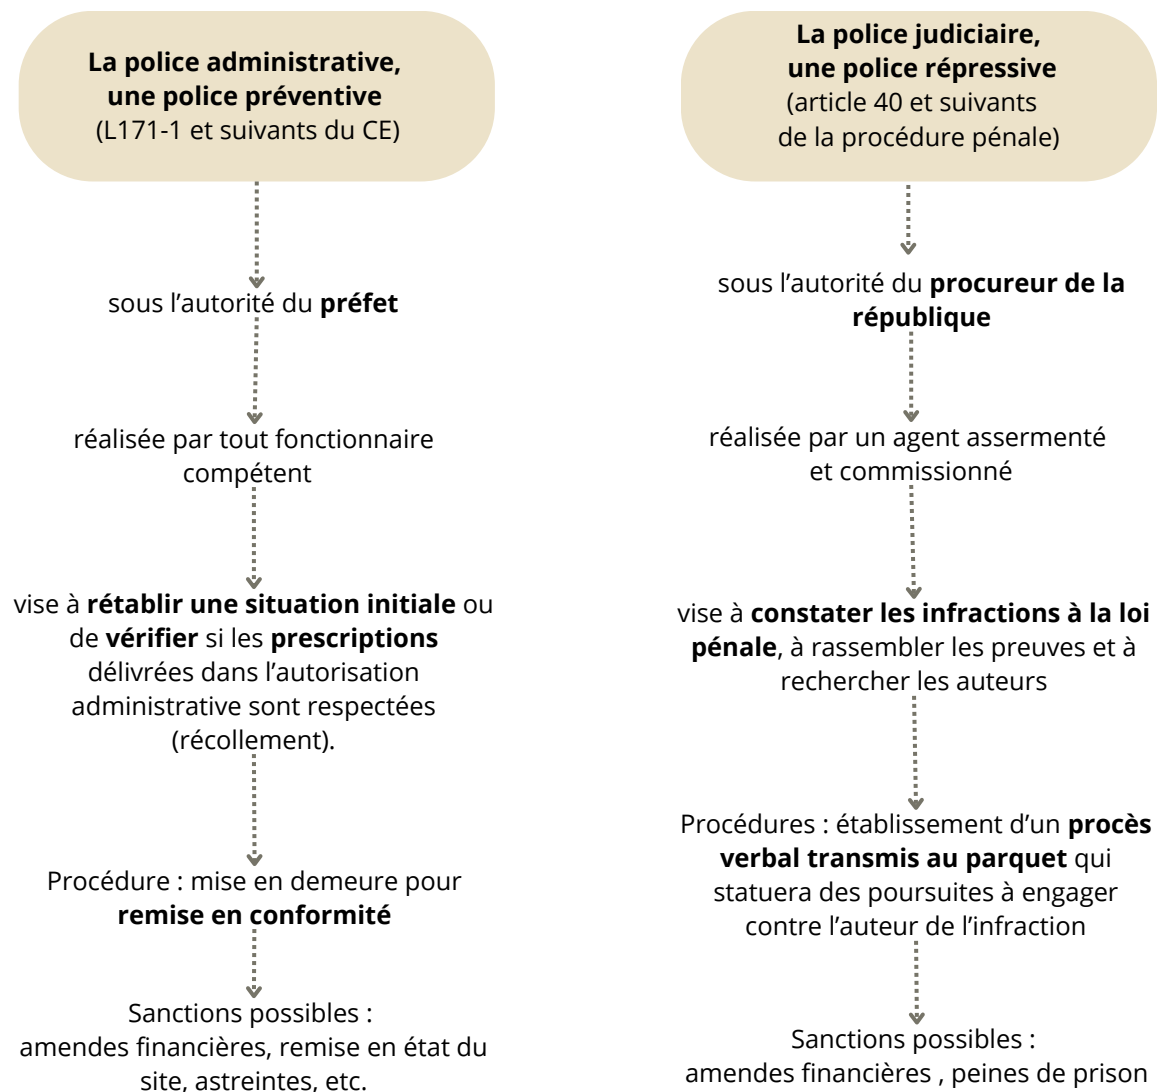 La police administrative,
une police préventive
(L171-1 et suivants du CE)
sous l'autorité du préfet
réalisée par tout fonctionnaire
compétent
vise à rétablir une situation initiale ou
de vérifier si les prescriptions
délivrées dans l'autorisation
administrative sont respectées
(récollement).
Procédure : mise en demeure pour
remise en conformité
Sanctions possibles :
amendes financières, remise en état du
site, astreintes, etc.
La police judiciaire,
une police répressive
(article 40 et suivants
de la procédure pénale)
sous l'autorité du procureur de la
république
réalisée par un agent assermenté
et commissionné
vise à constater les infractions à la loi
pénale, à rassembler les preuves et à
rechercher les auteurs
Procédures : établissement d'un procès
verbal transmis au parquet qui
statuera des poursuites à engager
contre l'auteur de l'infraction
Sanctions possibles :
amendes financières , peines de prison